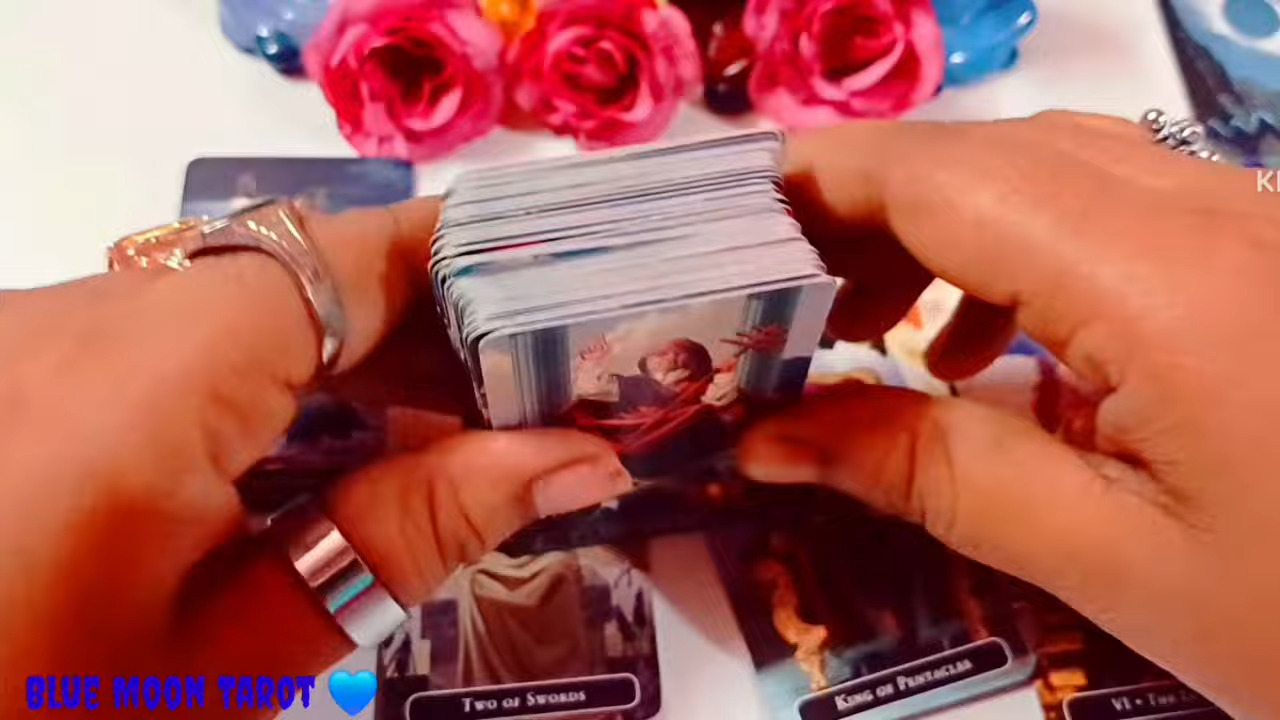 K
TWO OF SWORDS
KING OF PENTACLES
VI • THE
BLUE MOON TAROT 💙